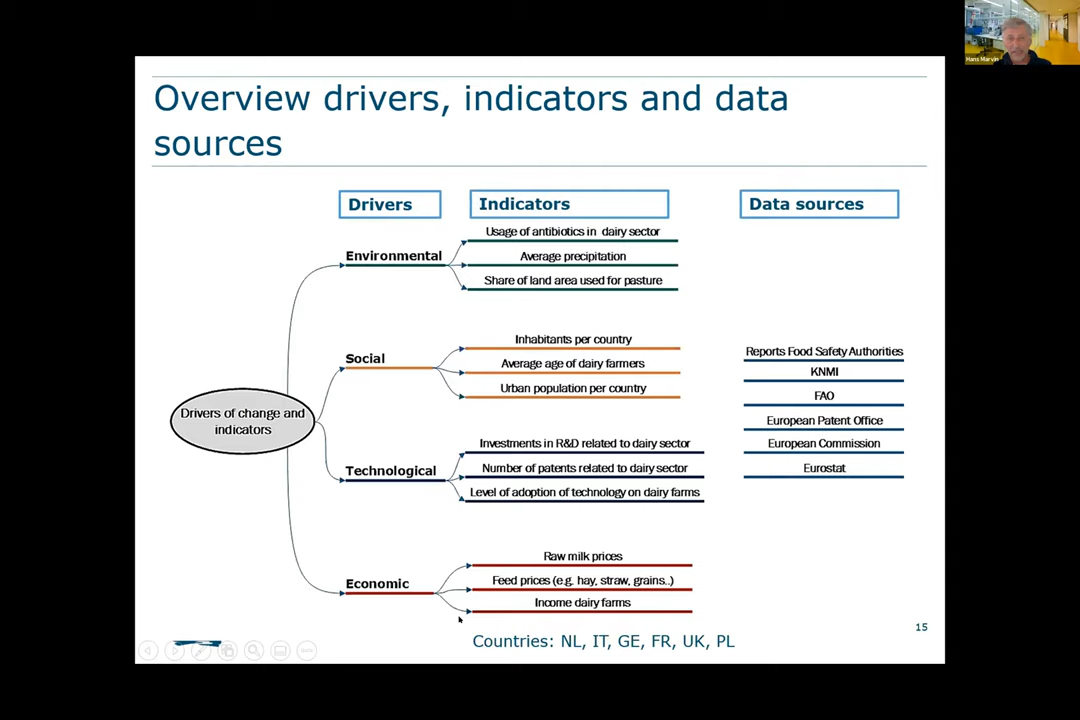 Hans Marvin
Overview drivers, indicators and data
sources
Drivers
Indicators
Data sources
Environmental
Usage of antibiotics in dairy sector
Average precipitation
Share of land area used for pasture
Social
Inhabitants per country
Average age of dairy farmers
Urban population per country
Drivers of change and
indicators
Technological
Investments in R&D related to dairy sector
Number of patents related to dairy sector
Level of adoption of technology on dairy farms
Economic
Raw milk prices
Feed prices (e.g. hay, straw, grains..)
Income dairy farms
Reports Food Safety Authorities
KNMI
FAO
European Patent Office
European Commission
Eurostat
Countries: NL, IT, GE, FR, UK, PL
15